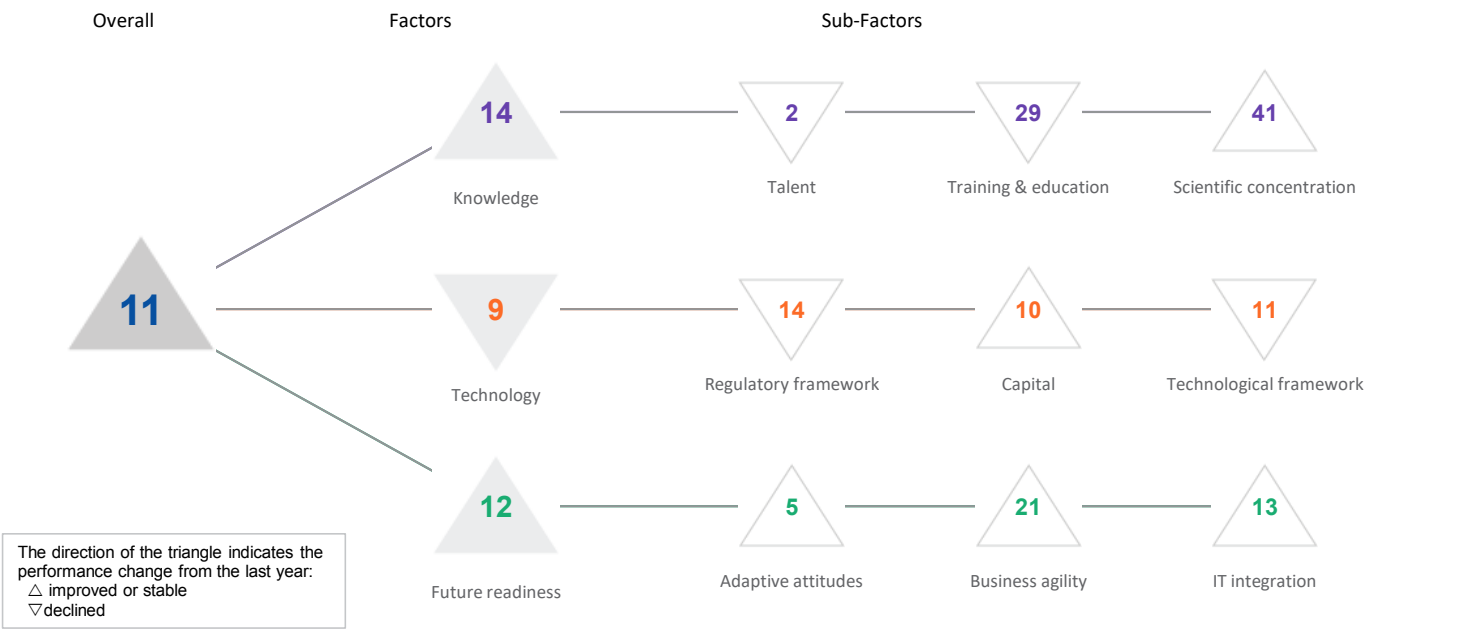 Overall
Factors
Sub-Factors
14
2
29
41
Knowledge
Talent
Training & education
Scientific concentration
11
9
14
10
11
Technology
Regulatory framework
Capital
Technological framework
12
5
21
13
Future readiness
Adaptive attitudes
Business agility
IT integration
The direction of the triangle indicates the
performance change from the last year:
△ improved or stable
▽declined